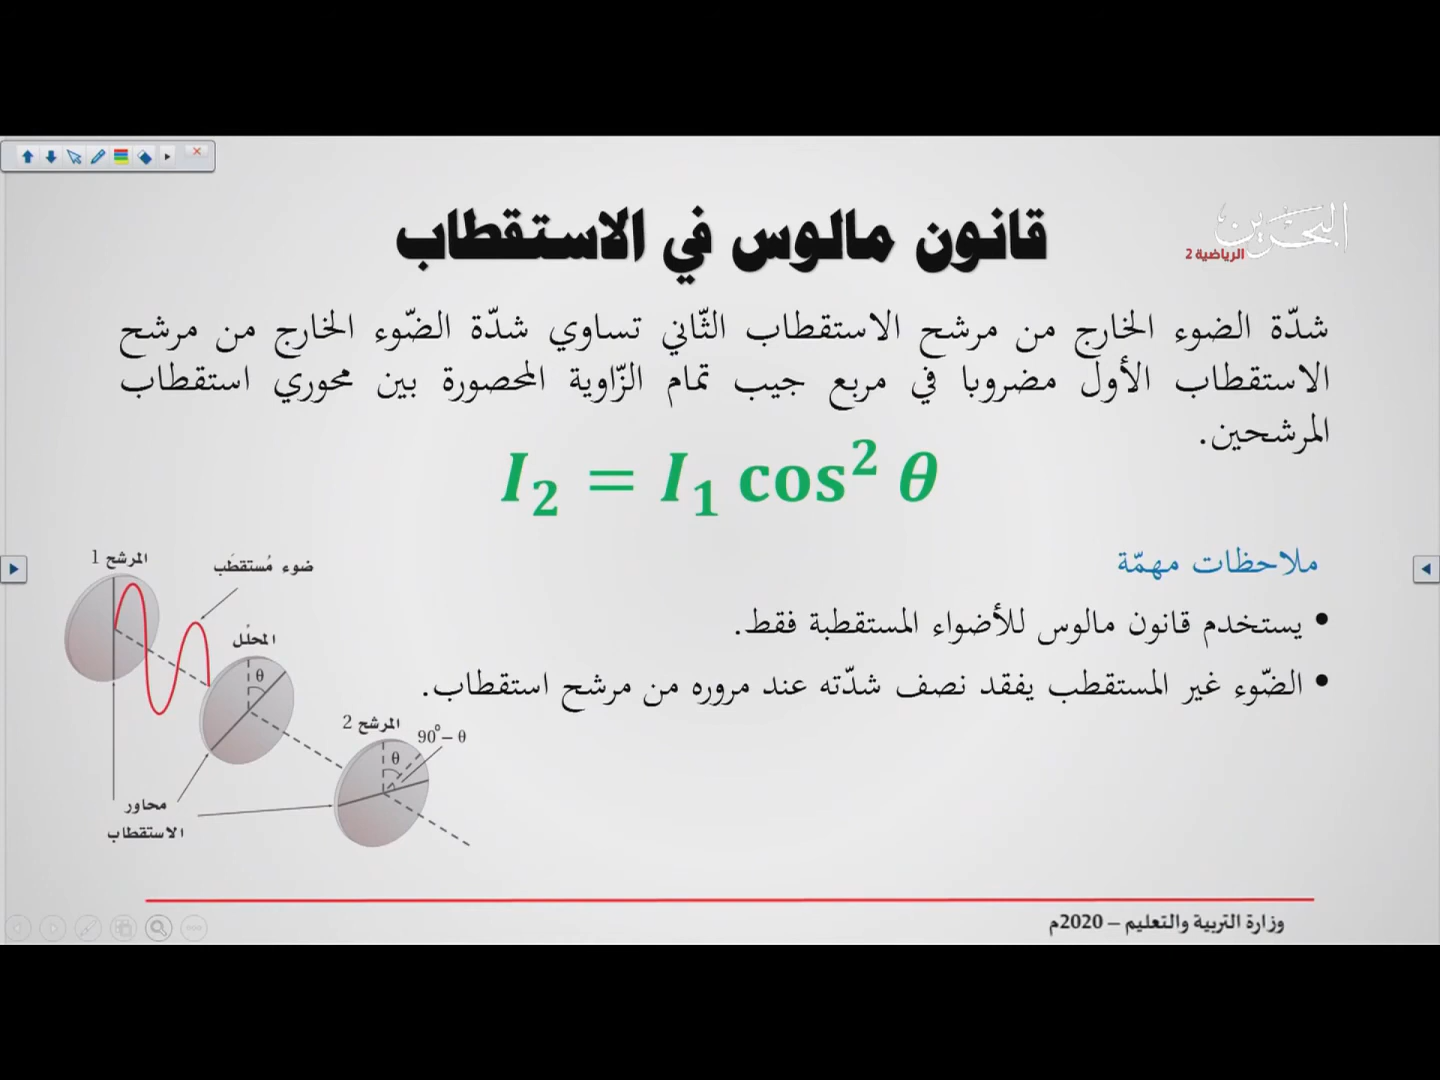 البحرين
الرياضية 2
قانون مالوس في الاستقطاب
شدّة الضوء الخارج من مرشح الاستقطاب الثّاني تساوي شدّة الضّوء الخارج من مرشح
الاستقطاب الأول مضروبا في مربع جيب تمام الزّاوية المحصورة بين محوري استقطاب
المرشحين.
I₂ = I₁ cos² θ
ملاحظات مهمّة
• يستخدم قانون مالوس للأضواء المستقطبة فقط.
• الضّوء غير المستقطب يفقد نصف شدّته عند مروره من مرشح استقطاب.
المرشح 1
ضوء مُستقطَب
المحلّل
θ
المرشح 2
90° – θ
θ
محاور
الاستقطاب
وزارة التربية والتعليم – 2020م